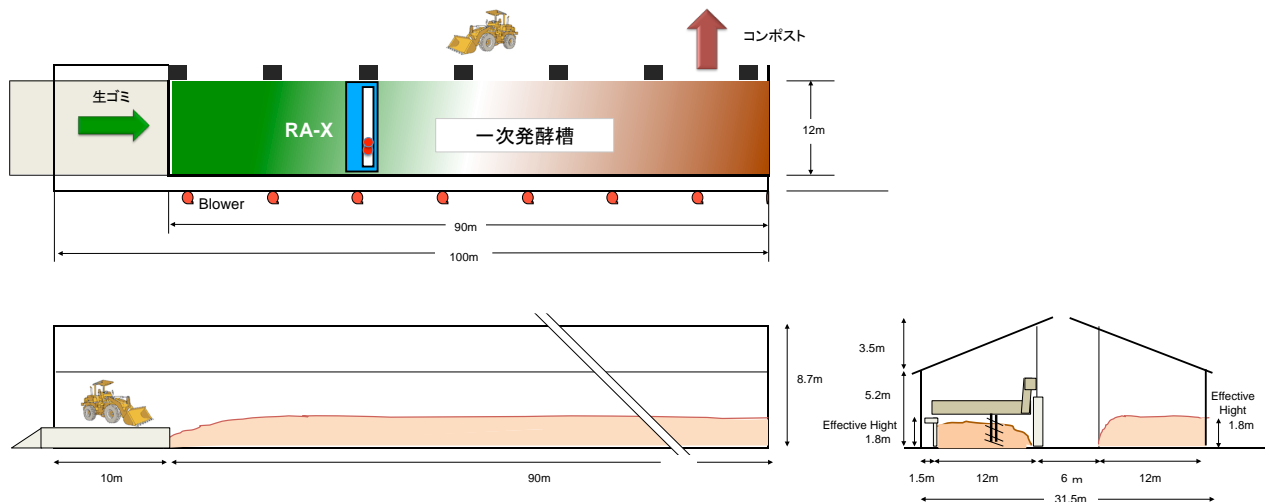 コンポスト
生ゴミ
RA-X
一次発酵槽
12m
Blower
90m
100m
3.5m
8.7m
5.2m
Effective
Hight
1.8m
Effective Hight
1.8m
10m
90m
1.5m
12m
6 m
12m
31.5m